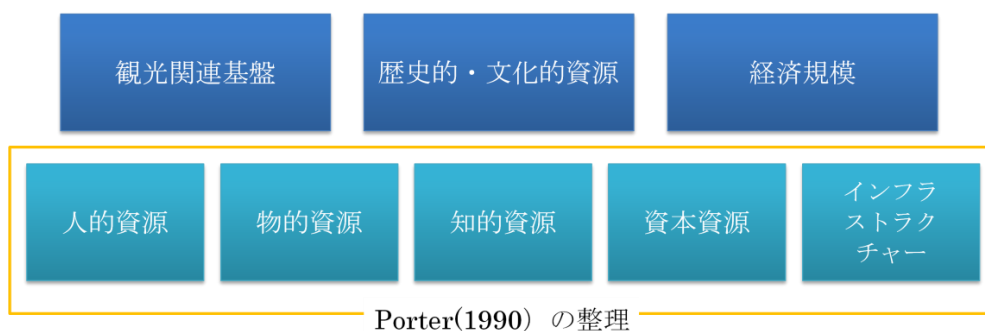 観光関連基盤
歴史的・文化的資源
経済規模
人的資源
物的資源
知的資源
資本資源
インフラ
ストラク
チャー
Porter(1990）の整理